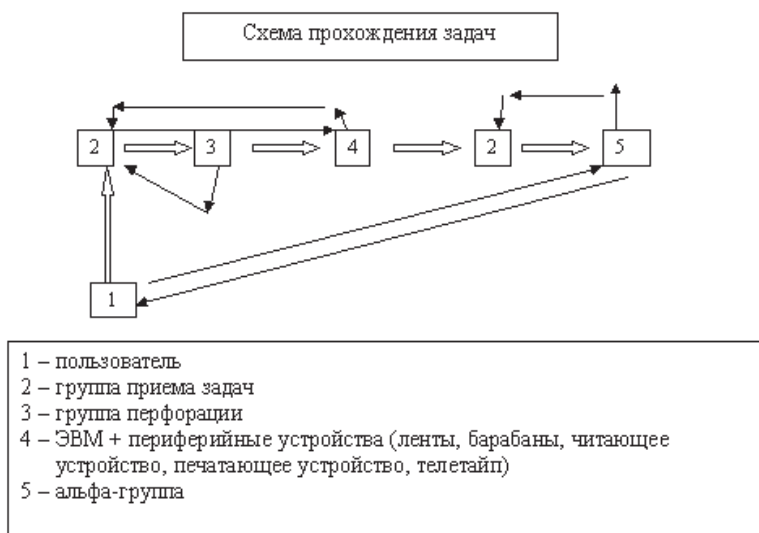 Схема прохождения задач
2 3 4 2 5
1
1 – пользователь
2 – группа приема задач
3 – группа перфорации
4 – ЭВМ + периферийные устройства (ленты, барабаны, читающее
устройство, печатающее устройство, телетайп)
5 – альфа-группа